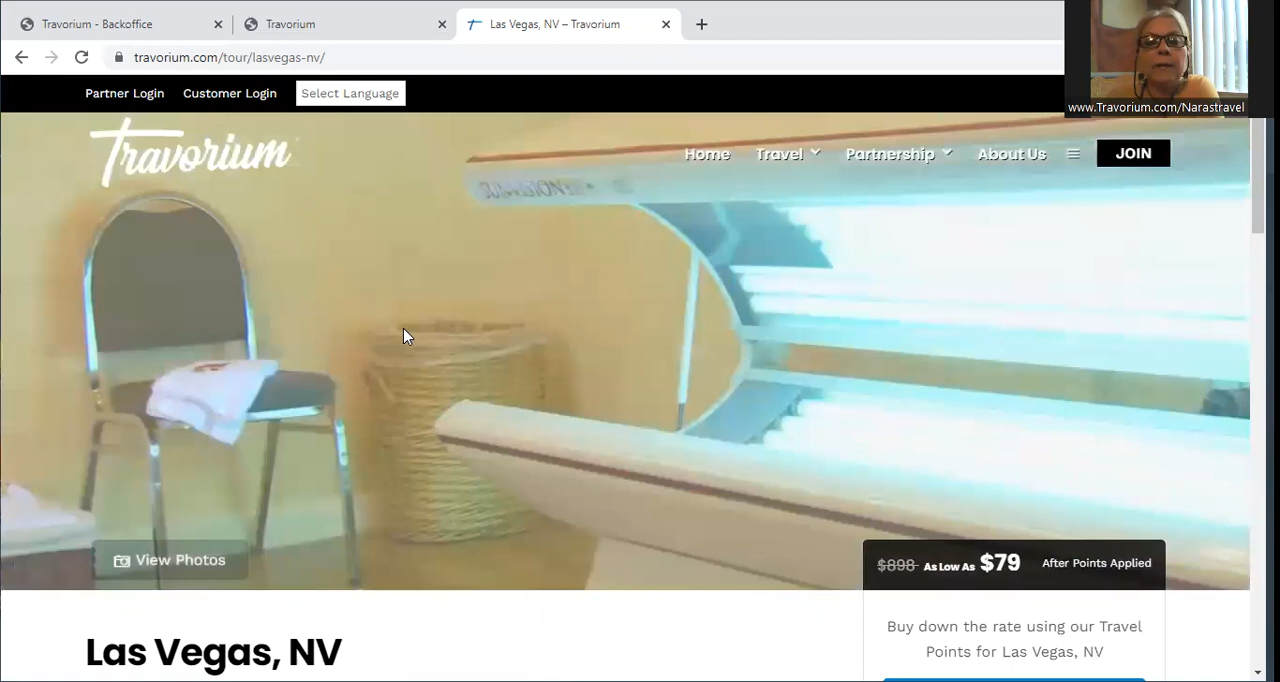 Travorium - Backoffice
Travorium
Las Vegas, NV – Travorium
travorium.com/tour/lasvegas-nv/
www.Travorium.com/Narastravel
Partner Login Customer Login Select Language
Travorium
Home Travel Partnership About Us JOIN
View Photos
$898 As Low As $79 After Points Applied
Buy down the rate using our Travel
Points for Las Vegas, NV
Las Vegas, NV